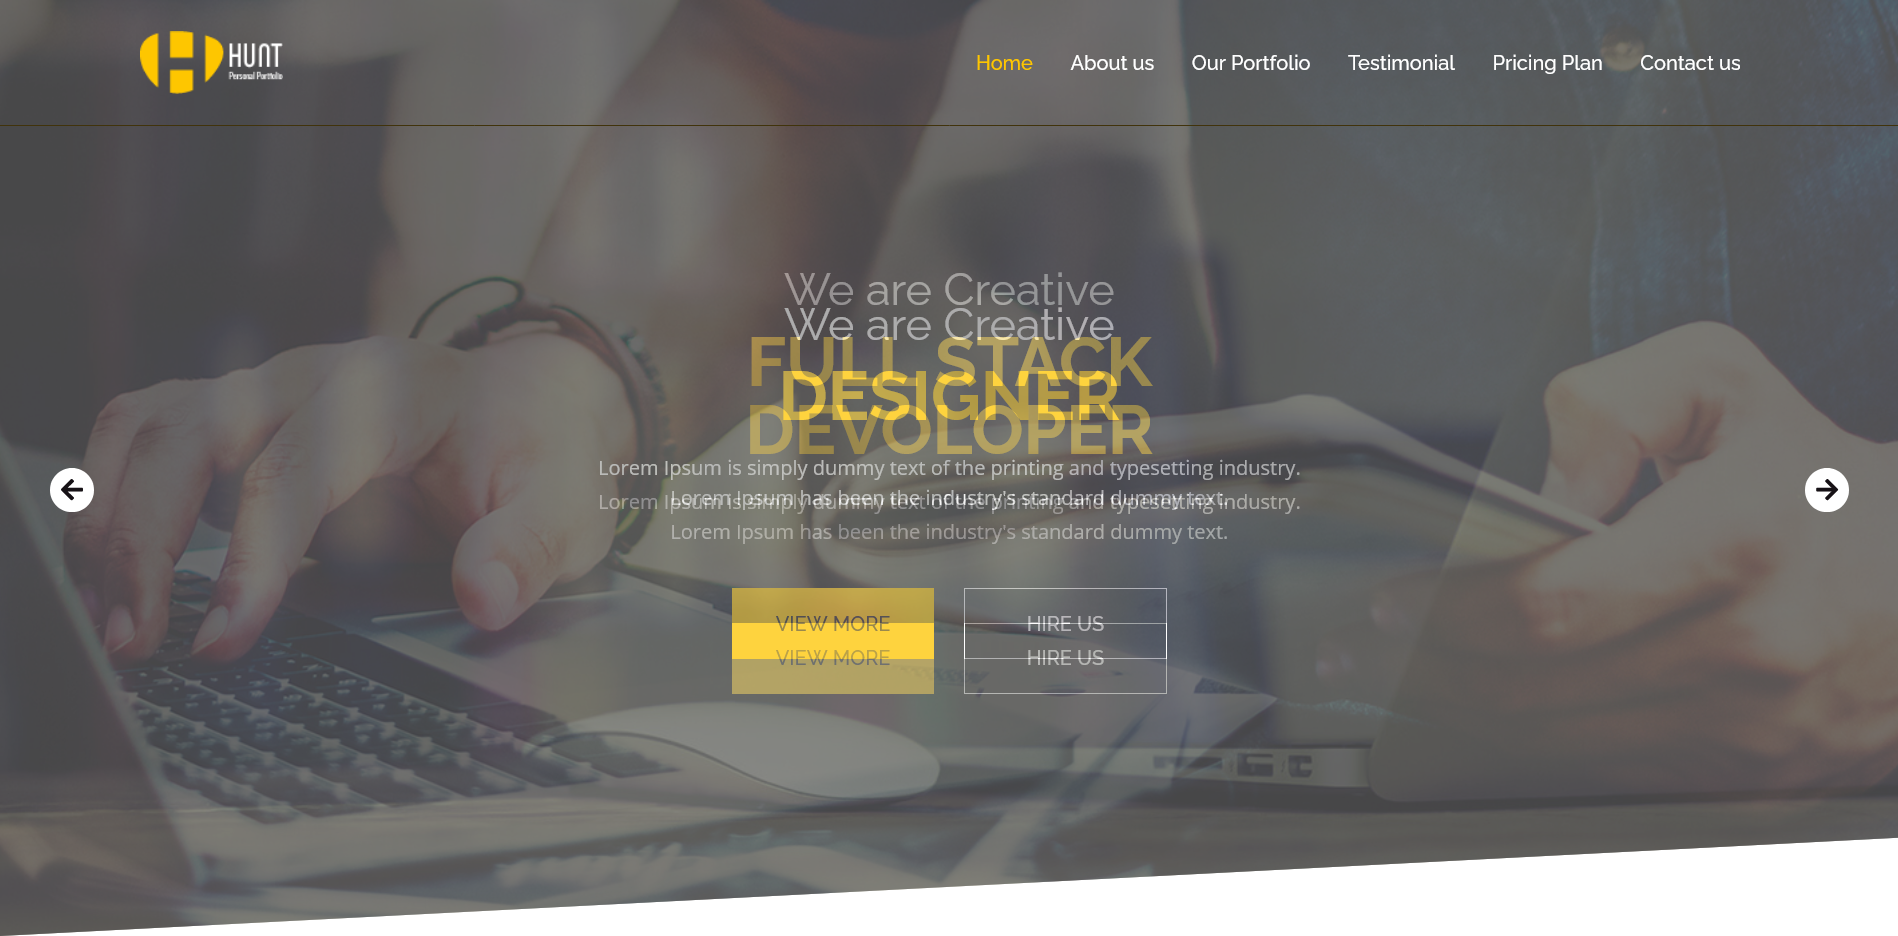 HUNT
Personal Portfolio
Home
About us
Our Portfolio
Testimonial
Pricing Plan
Contact us
We are Creative
We are Creative
FULL STACK
DESIGNER
DEVOLOPER
Lorem Ipsum is simply dummy text of the printing and typesetting industry.
Lorem Ipsum has been the industry's standard dummy text.
Lorem Ipsum is simply dummy text of the printing and typesetting industry.
Lorem Ipsum has been the industry's standard dummy text.
VIEW MORE
HIRE US
VIEW MORE
HIRE US